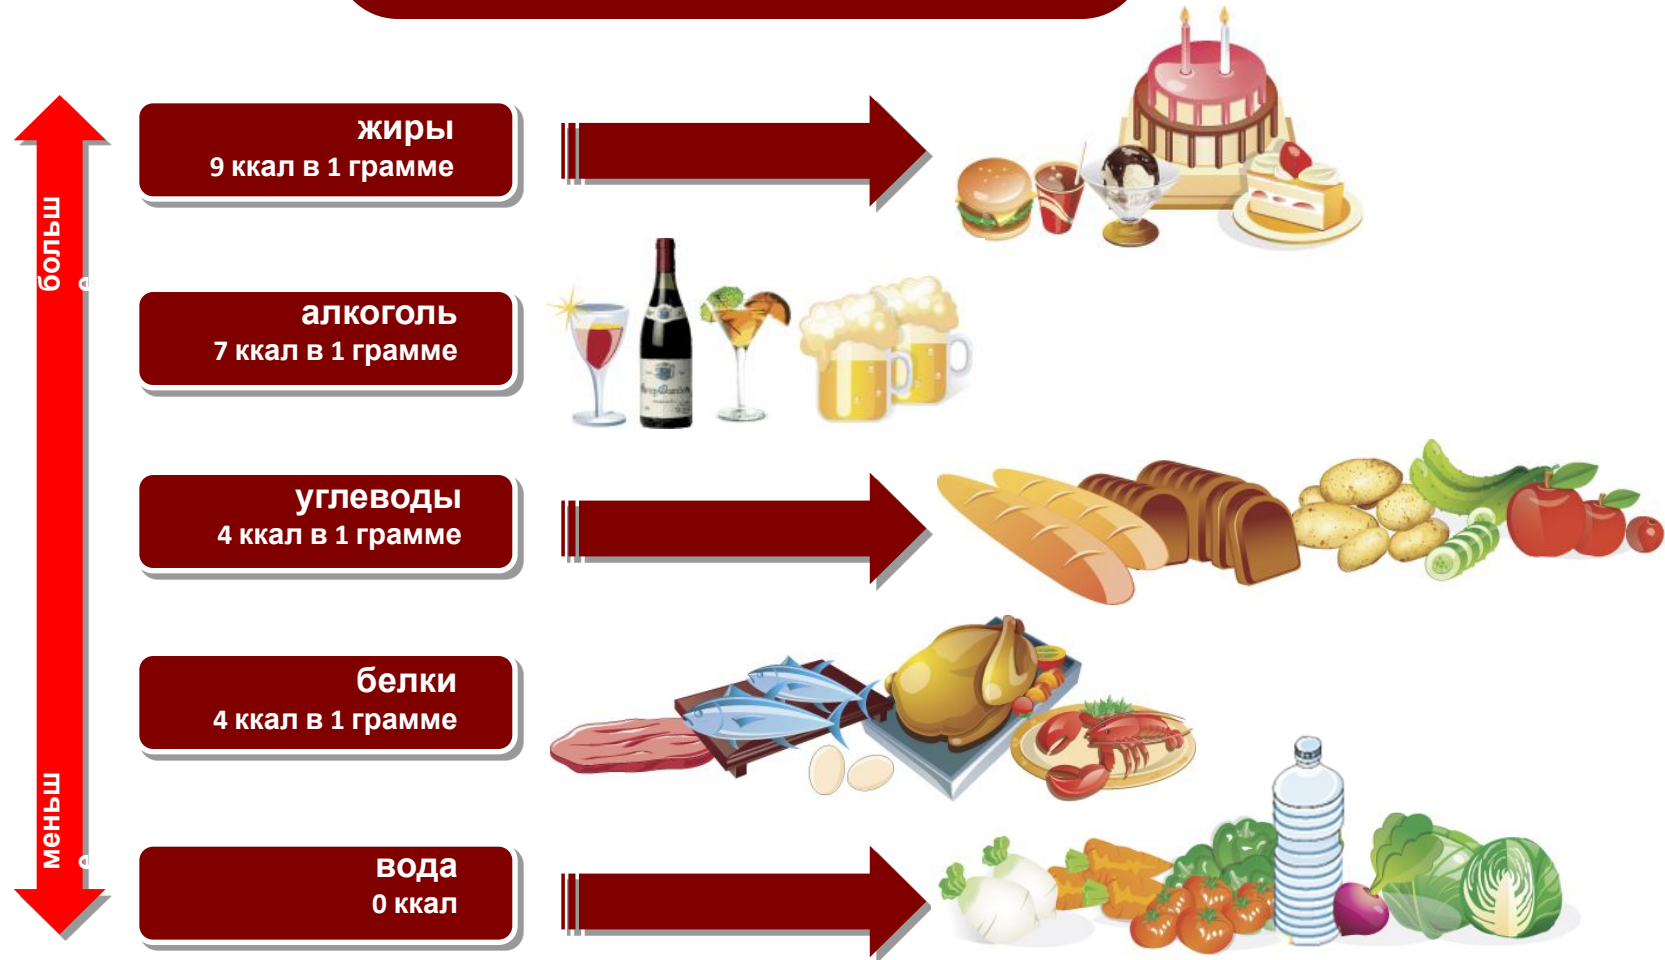 жиры
9 ккал в 1 грамме
больш
е
алкоголь
7 ккал в 1 грамме
углеводы
4 ккал в 1 грамме
белки
4 ккал в 1 грамме
меньш
е
вода
0 ккал